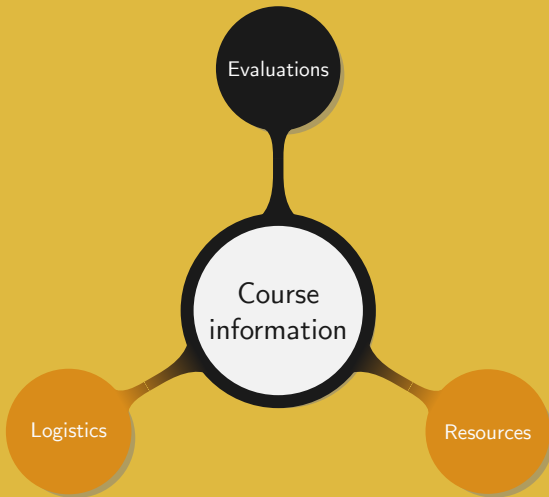 Evaluations
Course
information
Logistics
Resources